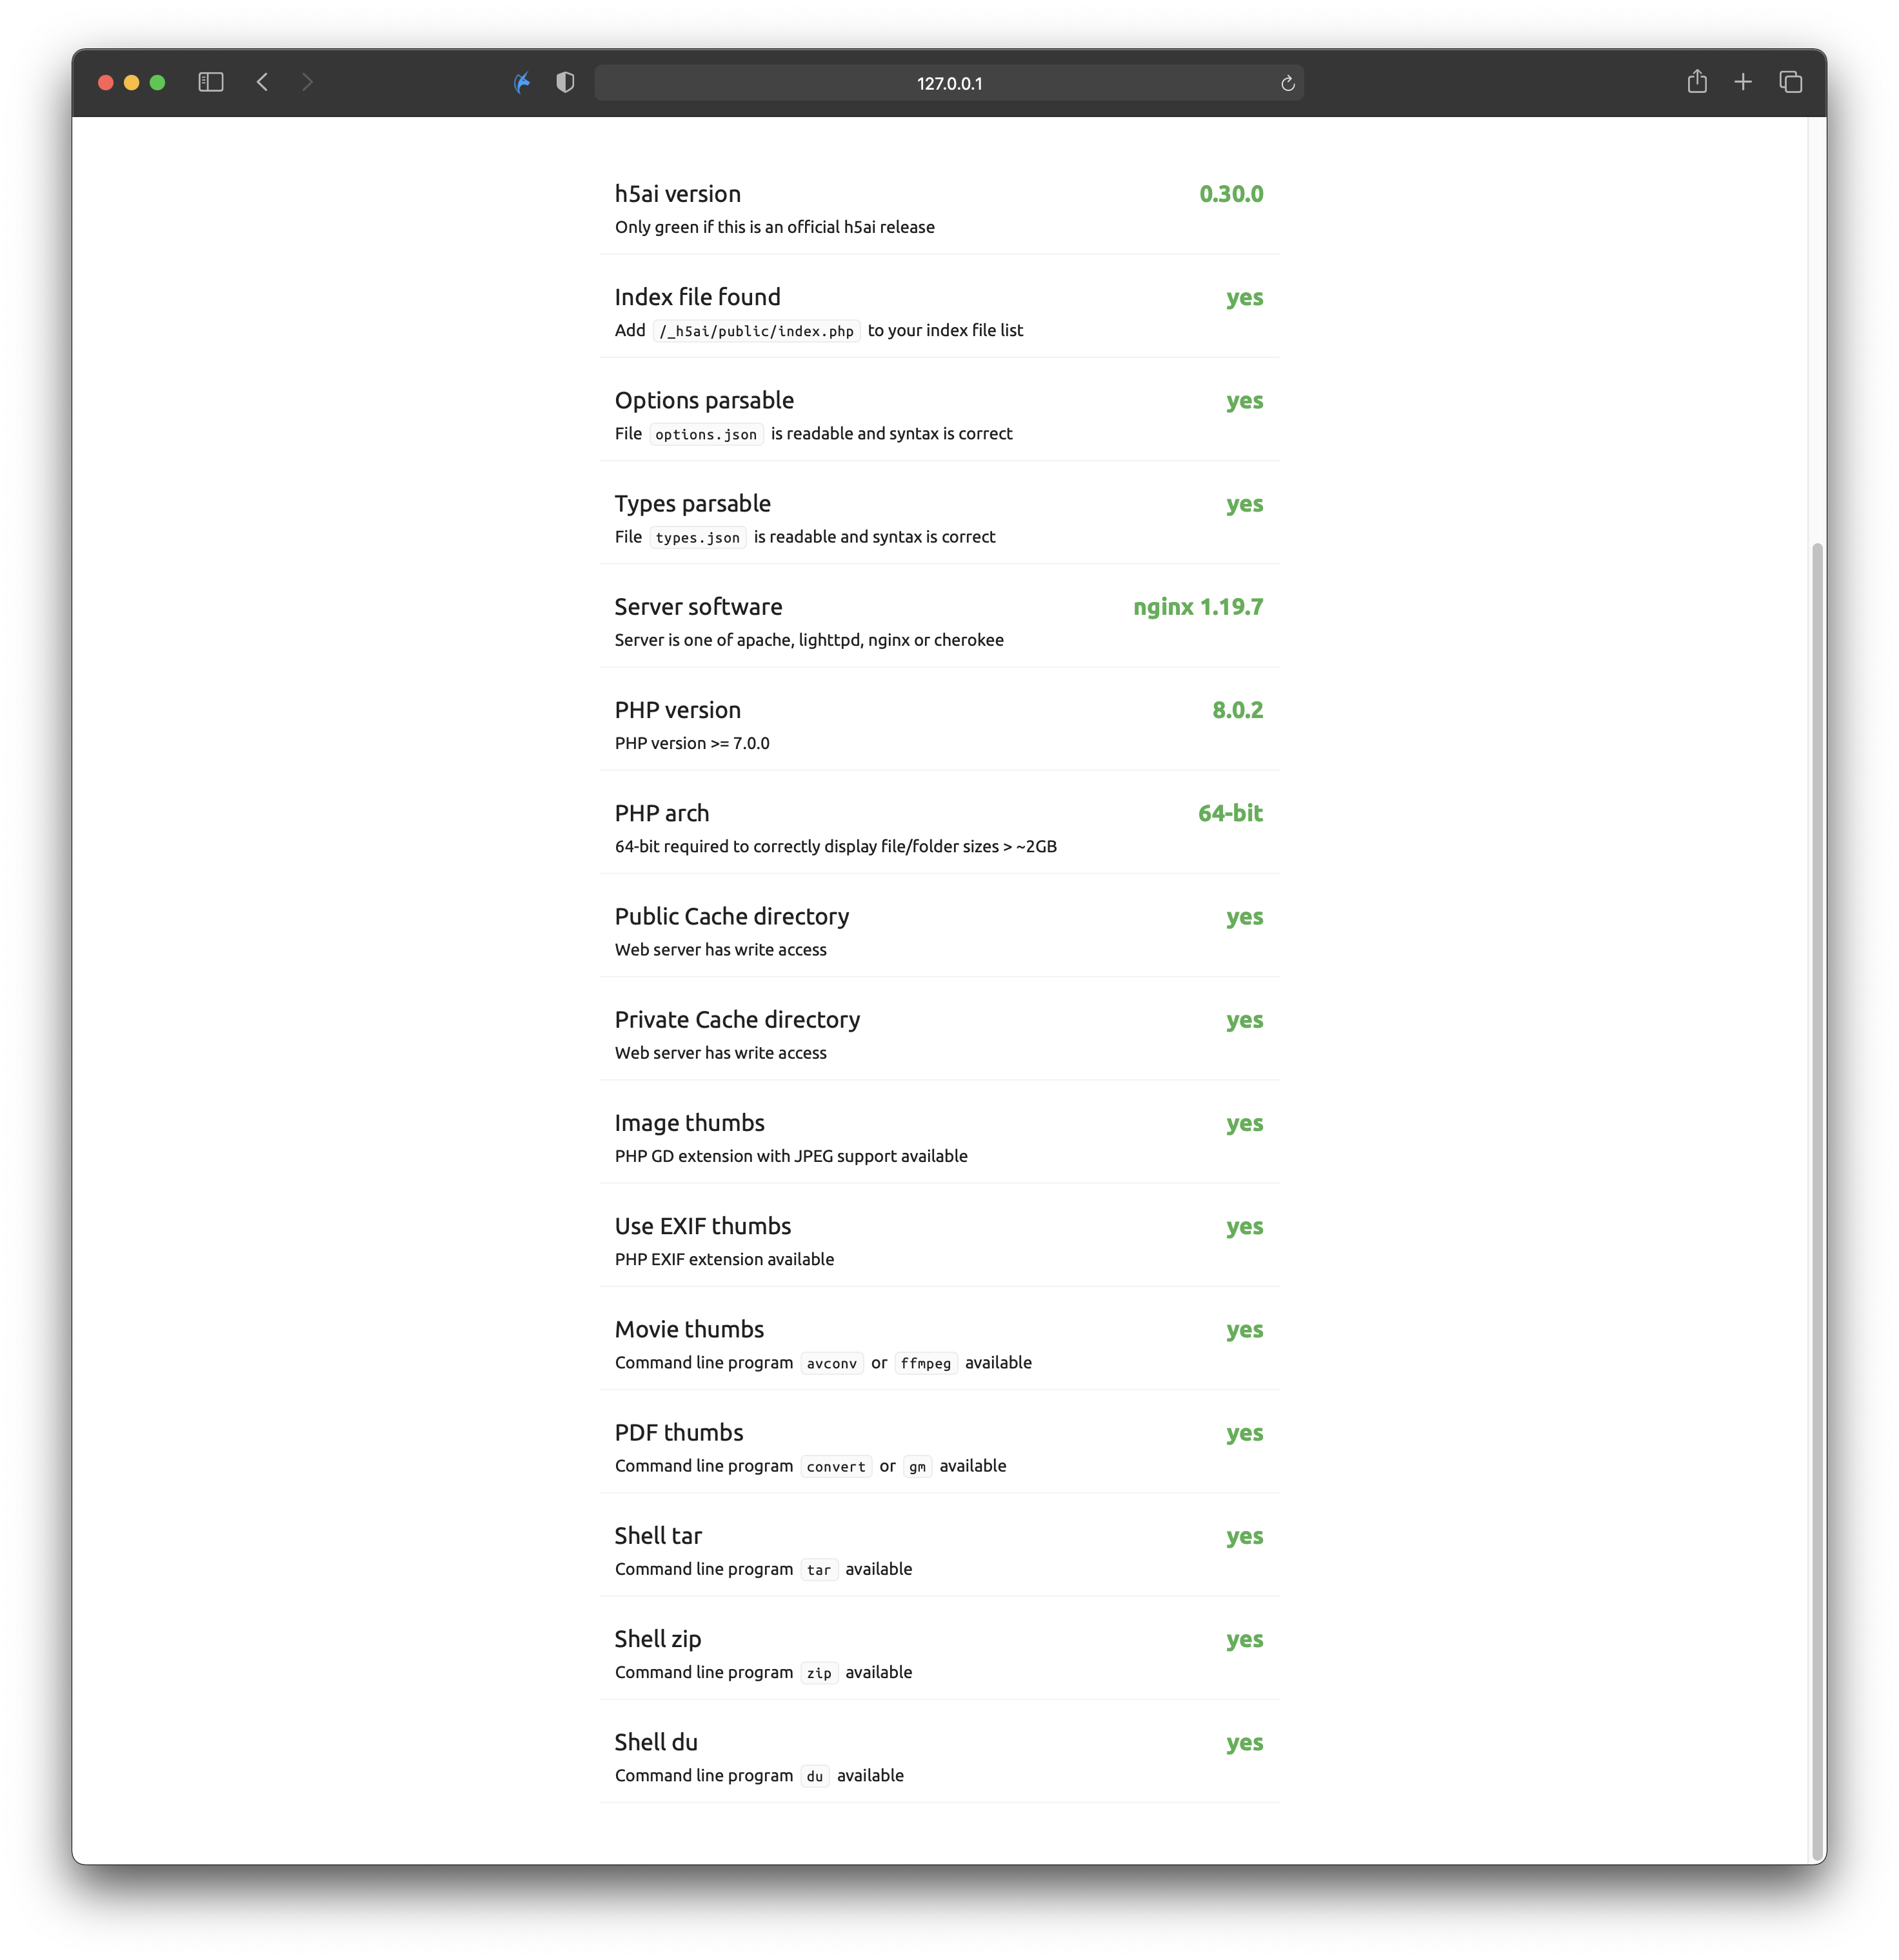 127.0.0.1
h5ai version 0.30.0
Only green if this is an official h5ai release
Index file found yes
Add /_h5ai/public/index.php to your index file list
Options parsable yes
File options.json is readable and syntax is correct
Types parsable yes
File types.json is readable and syntax is correct
Server software nginx 1.19.7
Server is one of apache, lighttpd, nginx or cherokee
PHP version 8.0.2
PHP version >= 7.0.0
PHP arch 64-bit
64-bit required to correctly display file/folder sizes > ~2GB
Public Cache directory yes
Web server has write access
Private Cache directory yes
Web server has write access
Image thumbs yes
PHP GD extension with JPEG support available
Use EXIF thumbs yes
PHP EXIF extension available
Movie thumbs yes
Command line program avconv or ffmpeg available
PDF thumbs yes
Command line program convert or gm available
Shell tar yes
Command line program tar available
Shell zip yes
Command line program zip available
Shell du yes
Command line program du available